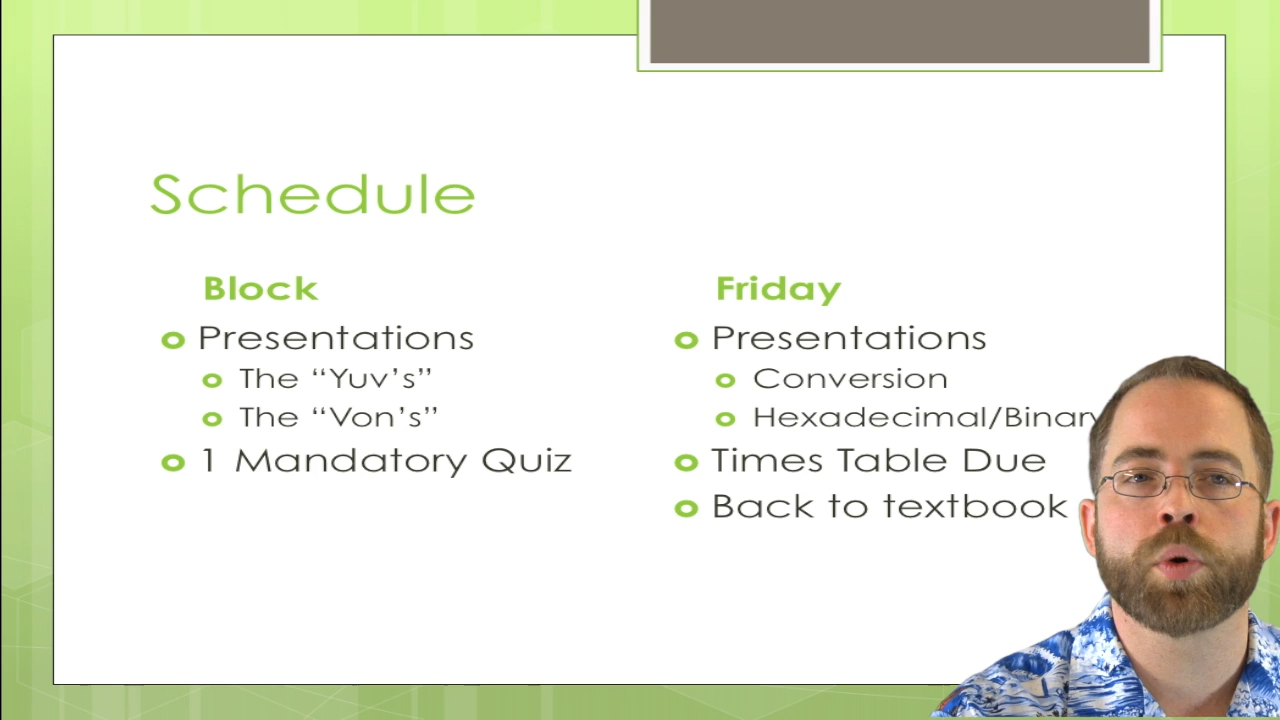 Schedule
Block
Presentations
The “Yuv’s”
The “Von’s”
1 Mandatory Quiz
Friday
Presentations
Conversion
Hexadecimal/Binary
Times Table Due
Back to textbook